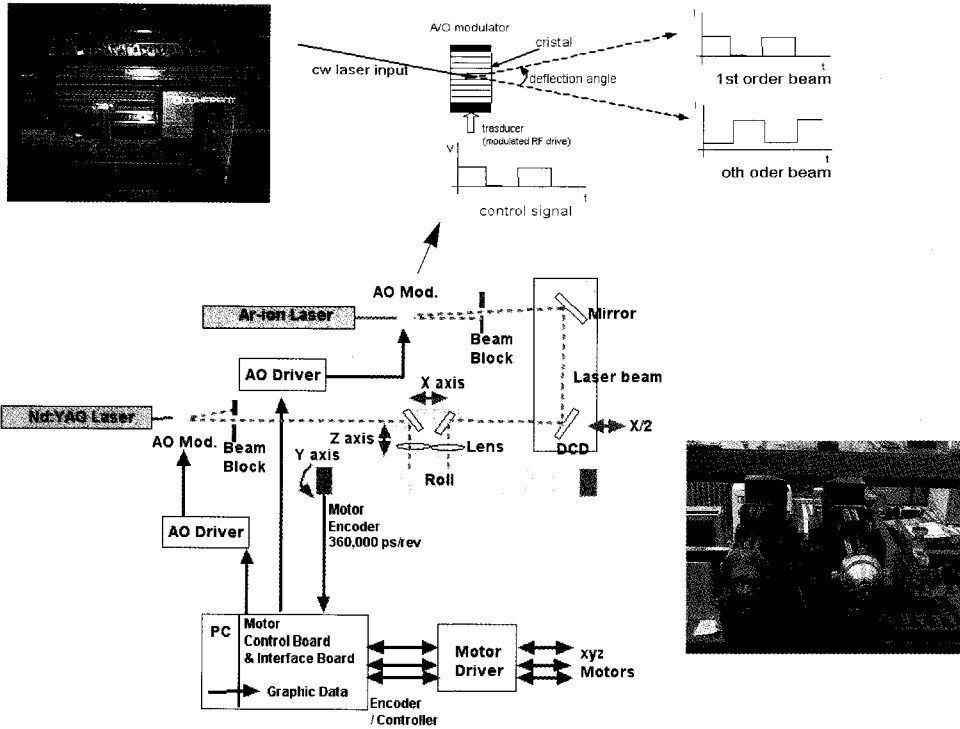 A/O modulator
cristal
cw laser input
deflection angle
trasducer
(modulated RF drive)
V
t
control signal
I
t
1st order beam
I
t
oth oder beam
COHERENT
AO Mod.
Ar-ion Laser
Beam
Block
Mirror
AO Driver
X axis
Laser beam
Nd:YAG Laser
AO Mod.
Beam
Block
Z axis
Lens
DCD
X/2
Y axis
Roll
Motor
Encoder
360,000 ps/rev
AO Driver
PC
Motor
Control Board
& Interface Board
Graphic Data
Motor
Driver
xyz
Motors
Encoder
/ Controller